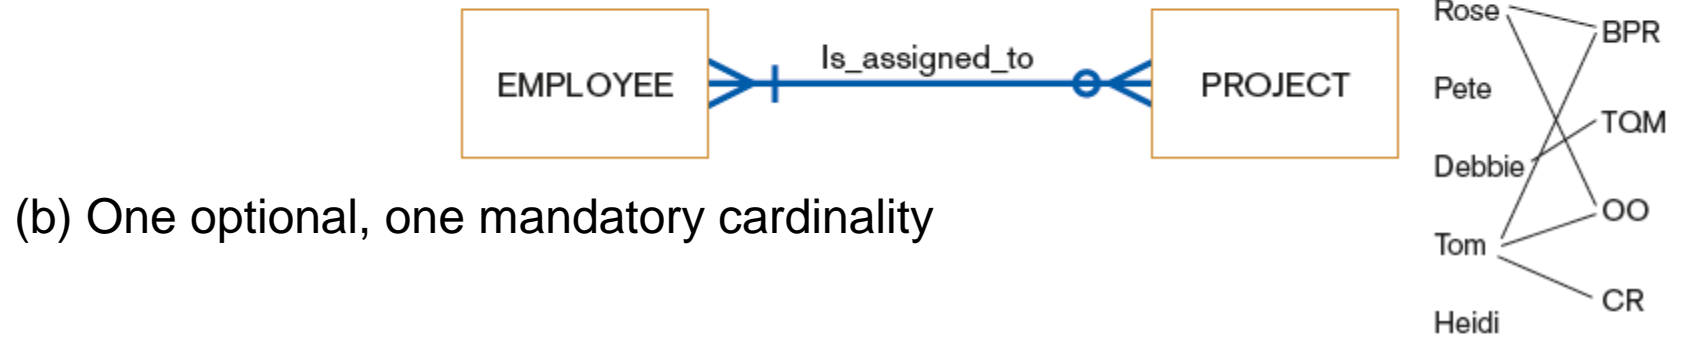 EMPLOYEE
Is_assigned_to
PROJECT
Rose
BPR
Pete
TQM
Debbie
OO
Tom
CR
Heidi
(b) One optional, one mandatory cardinality